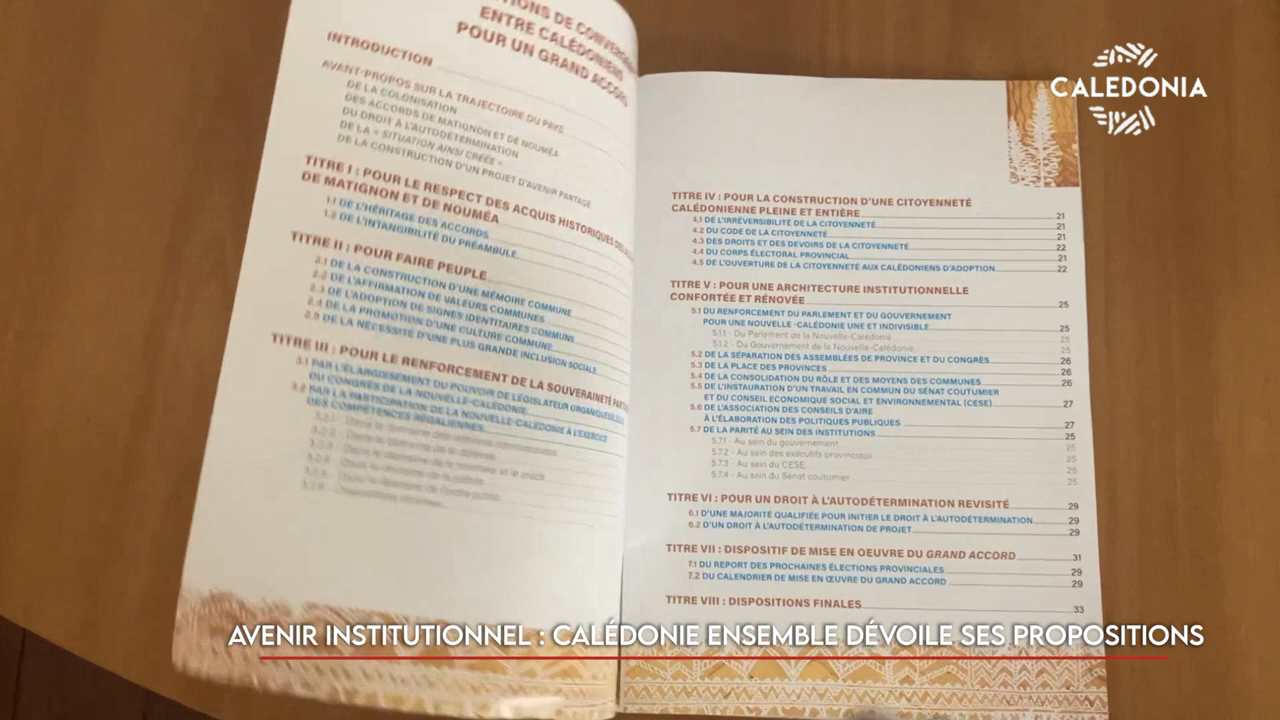 CALEDONIA
IONS DE CONVERGEN
ENTRE CALÉDONIENS
POUR UN GRAND ACCORD
INTRODUCTION
AVANT-PROPOS SUR LA TRAJECTOIRE DU PAYS
DE LA COLONISATION
DES ACCORDS DE MATIGNON ET DE NOUMÉA
DU DROIT À L'AUTODÉTERMINATION
DE LA « SITUATION AINSI CRÉÉE »
DE LA CONSTRUCTION D'UN PROJET D'AVENIR PARTAGÉ
TITRE I : POUR LE RESPECT DES ACQUIS HISTORIQUES DES
DE MATIGNON ET DE NOUMÉA
1.1 DE L'HÉRITAGE DES ACCORDS
1.2 DE L'INTANGIBILITÉ DU PRÉAMBULE
TITRE II : POUR FAIRE PEUPLE
2.1 DE LA CONSTRUCTION D'UNE MÉMOIRE COMMUNE
2.2 DE L'AFFIRMATION DE VALEURS COMMUNES
2.3 DE L'ADOPTION DE SIGNES IDENTITAIRES COMMUNS
2.4 DE LA PROMOTION D'UNE CULTURE COMMUNE
2.5 DE LA NÉCESSITÉ D'UNE PLUS GRANDE INCLUSION SOCIALE
TITRE III : POUR LE RENFORCEMENT DE LA SOUVERAINETÉ
3.1 PAR L'ÉLARGISSEMENT DU POUVOIR DE LÉGISLATEUR ORGANIQUE
DU CONGRÈS DE LA NOUVELLE-CALÉDONIE
3.2 PAR LA PARTICIPATION DE LA NOUVELLE-CALÉDONIE À L'EXERCICE
DES COMPÉTENCES RÉGALIENNES
TITRE IV : POUR LA CONSTRUCTION D'UNE CITOYENNETÉ
CALÉDONIENNE PLEINE ET ENTIÈRE 21
4.1 DE L'IRRÉVERSIBILITÉ DE LA CITOYENNETÉ 21
4.2 DU CODE DE LA CITOYENNETÉ 21
4.3 DES DROITS ET DES DEVOIRS DE LA CITOYENNETÉ 22
4.4 DU CORPS ÉLECTORAL PROVINCIAL 21
4.5 DE L'OUVERTURE DE LA CITOYENNETÉ AUX CALÉDONIENS D'ADOPTION 22
TITRE V : POUR UNE ARCHITECTURE INSTITUTIONNELLE
CONFORTÉE ET RÉNOVÉE 25
5.1 DU RENFORCEMENT DU PARLEMENT ET DU GOUVERNEMENT
POUR UNE NOUVELLE -CALÉDONIE UNE ET INDIVISIBLE 25
5.1.1 - Du Parlement de la Nouvelle-Calédonie 25
5.1.2 - Du Gouvernement de la Nouvelle-Calédonie 25
5.2 DE LA SÉPARATION DES ASSEMBLÉES DE PROVINCE ET DU CONGRÈS 26
5.3 DE LA PLACE DES PROVINCES 26
5.4 DE LA CONSOLIDATION DU RÔLE ET DES MOYENS DES COMMUNES 26
5.5 DE L'INSTAURATION D'UN TRAVAIL EN COMMUN DU SÉNAT COUTUMIER
ET DU CONSEIL ECONOMIQUE SOCIAL ET ENVIRONNEMENTAL (CESE) 27
5.6 DE L'ASSOCIATION DES CONSEILS D'AIRE
À L'ÉLABORATION DES POLITIQUES PUBLIQUES 27
5.7 DE LA PARITÉ AU SEIN DES INSTITUTIONS 25
5.7.1 - Au sein du gouvernement 25
5.7.2 - Au sein des exécutifs provinciaux 25
5.7.3 - Au sein du CESE 25
5.7.4 - Au sein du Sénat coutumier 25
TITRE VI : POUR UN DROIT À L'AUTODÉTERMINATION REVISITÉ 29
6.1 D'UNE MAJORITÉ QUALIFIÉE POUR INITIER LE DROIT À L'AUTODÉTERMINATION 29
6.2 D'UN DROIT À L'AUTODÉTERMINATION DE PROJET 29
TITRE VII : DISPOSITIF DE MISE EN OEUVRE DU GRAND ACCORD 31
7.1 DU REPORT DES PROCHAINES ÉLECTIONS PROVINCIALES 29
7.2 DU CALENDRIER DE MISE EN ŒUVRE DU GRAND ACCORD 29
TITRE VIII : DISPOSITIONS FINALES 33
AVENIR INSTITUTIONNEL : CALÉDONIE ENSEMBLE DÉVOILE SES PROPOSITIONS